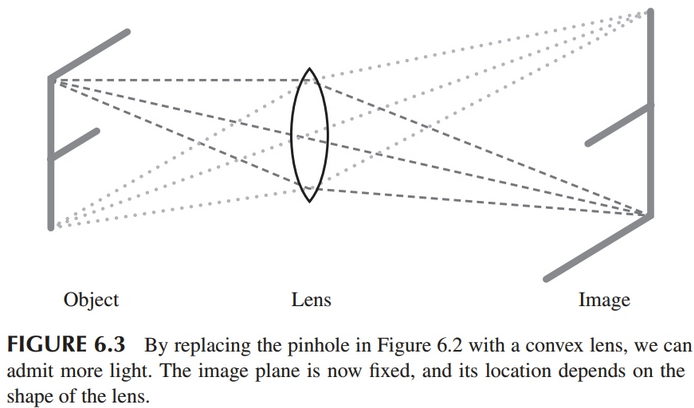 Object Lens Image
FIGURE 6.3 By replacing the pinhole in Figure 6.2 with a convex lens, we can
admit more light. The image plane is now fixed, and its location depends on the
shape of the lens.